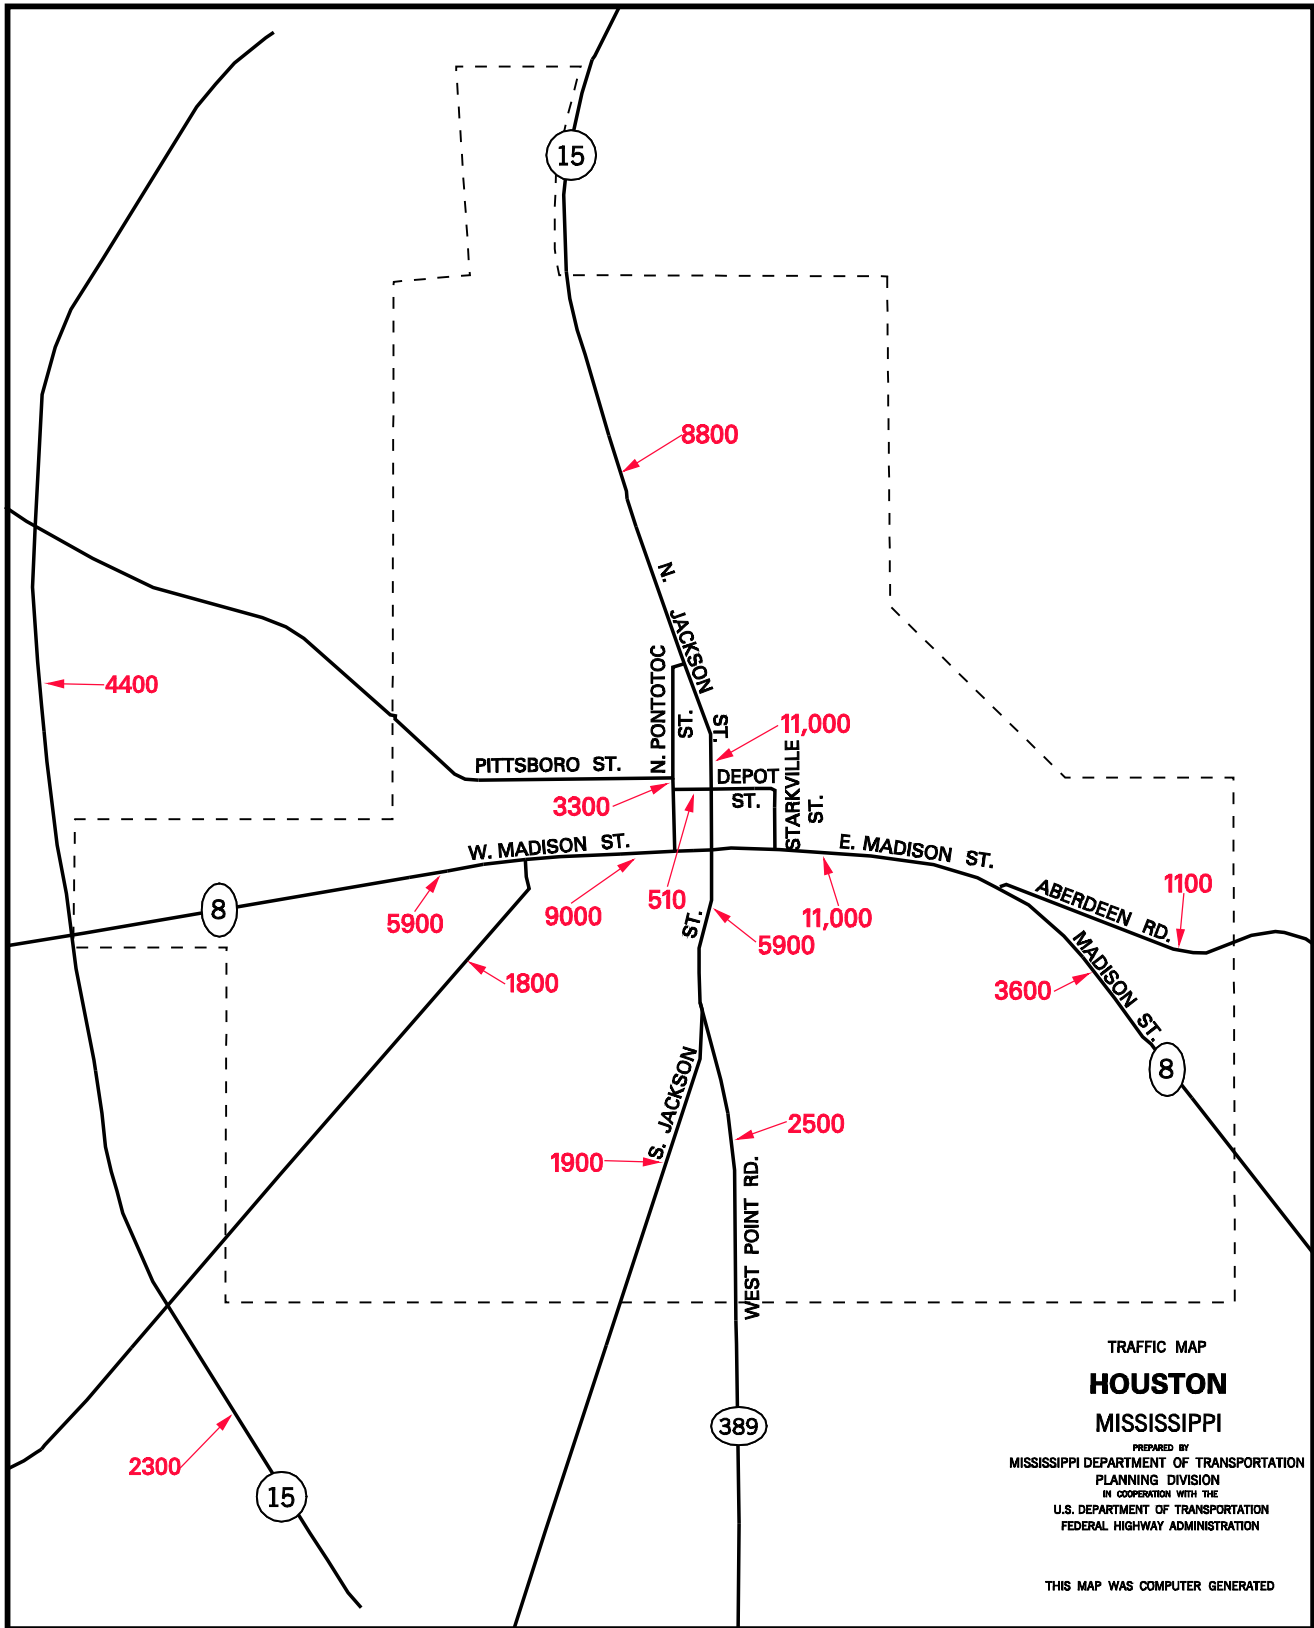 15
8800
N. JACKSON ST.
4400
N. PONTOTOC ST.
11,000
PITTSBORO ST.
DEPOT ST.
STARKVILLE ST.
3300
W. MADISON ST.
E. MADISON ST.
510
8
5900
9000
11,000
ABERDEEN RD.
1100
ST.
5900
1800
3600
MADISON ST.
8
S. JACKSON
2500
1900
WEST POINT RD.
389
2300
15
TRAFFIC MAP
HOUSTON
MISSISSIPPI
PREPARED BY
MISSISSIPPI DEPARTMENT OF TRANSPORTATION
PLANNING DIVISION
IN COOPERATION WITH THE
U.S. DEPARTMENT OF TRANSPORTATION
FEDERAL HIGHWAY ADMINISTRATION
THIS MAP WAS COMPUTER GENERATED